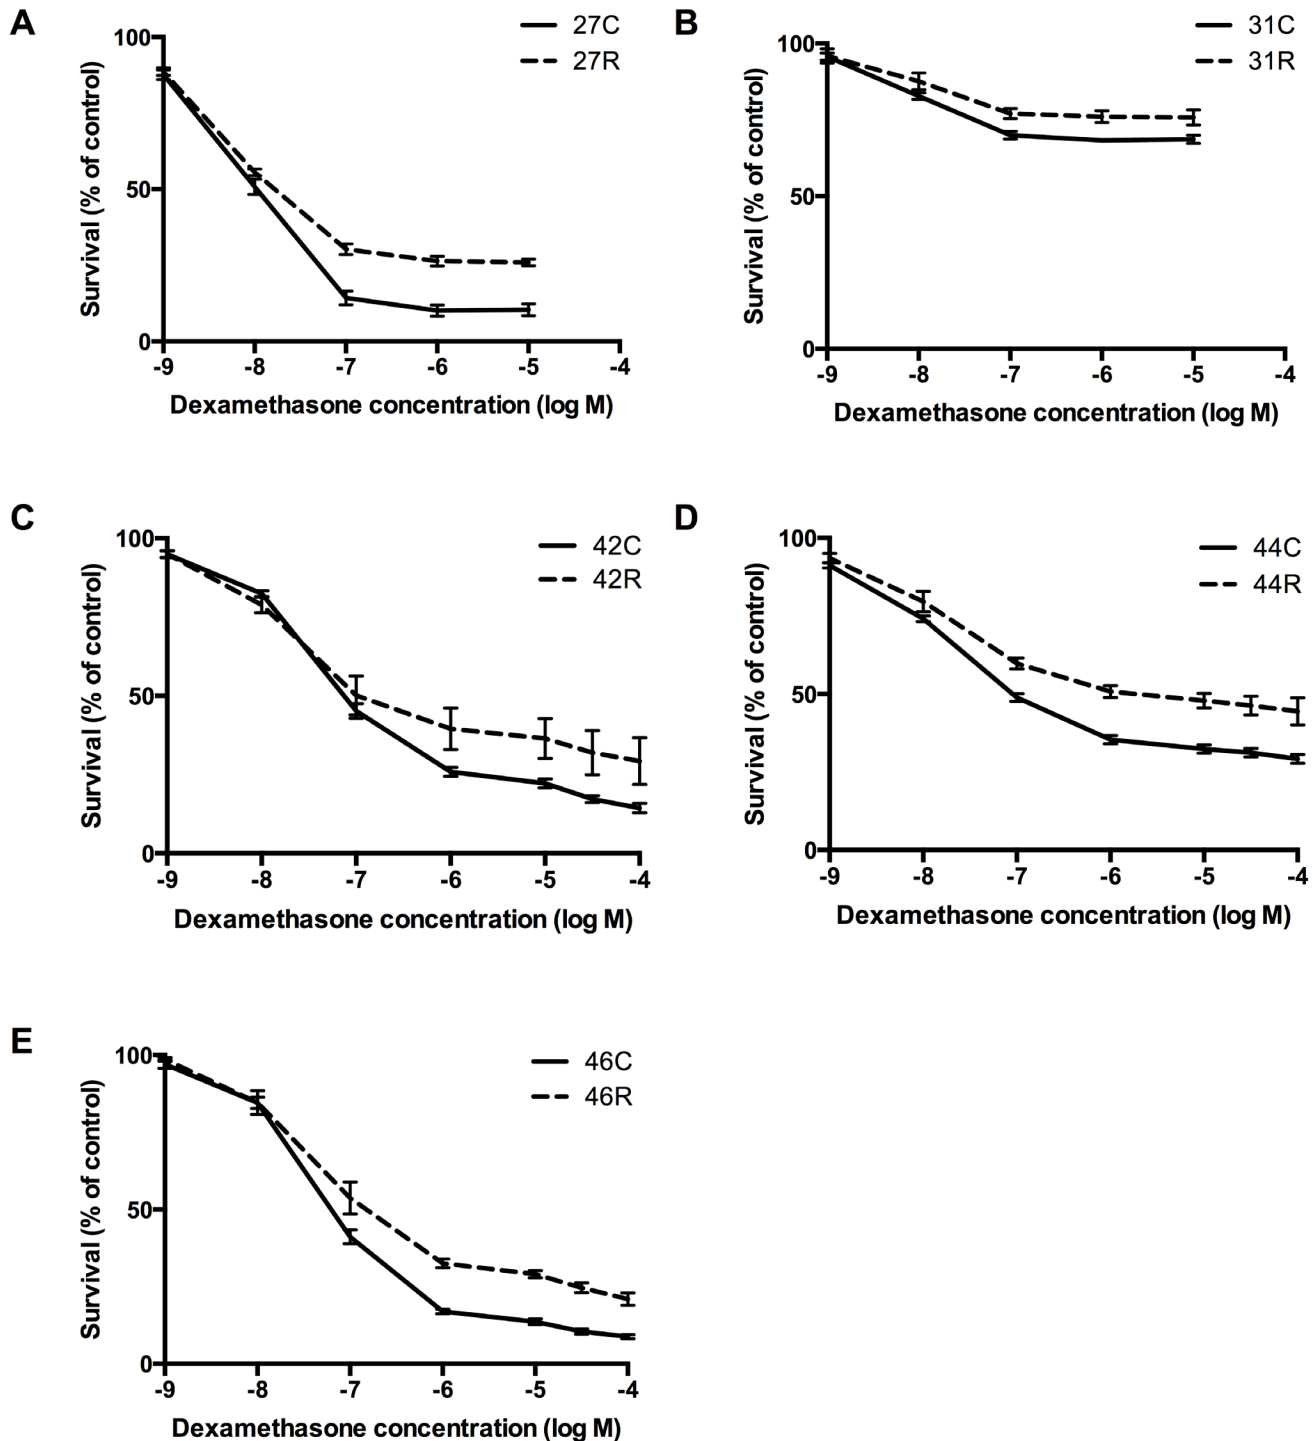 A
27C
27R
100
50
0
-9 -8 -7 -6 -5 -4
Survival (% of control)
Dexamethasone concentration (log M)
B
31C
31R
100
50
0
-9 -8 -7 -6 -5 -4
Survival (% of control)
Dexamethasone concentration (log M)
C
42C
42R
100
50
0
-9 -8 -7 -6 -5 -4
Survival (% of control)
Dexamethasone concentration (log M)
D
44C
44R
100
50
0
-9 -8 -7 -6 -5 -4
Survival (% of control)
Dexamethasone concentration (log M)
E
46C
46R
100
50
0
-9 -8 -7 -6 -5 -4
Survival (% of control)
Dexamethasone concentration (log M)